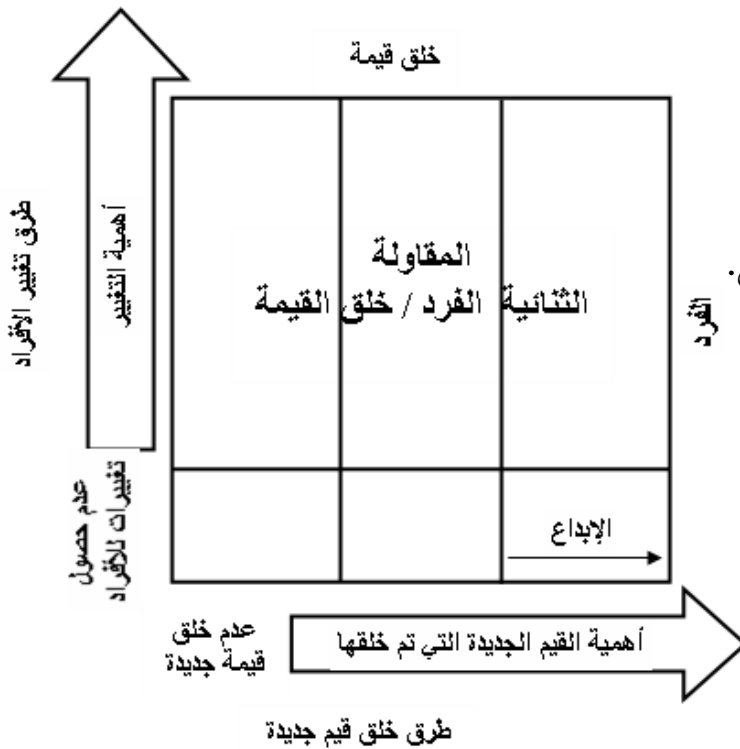 خلق قيمة
طرق تغيير الأفراد
أهمية التغيير
المقاولة
الثنائية الفرد / خلق القيمة
الفرد
عدم حصول
تغييرات للأفراد
الإبداع
عدم خلق
قيمة جديدة
أهمية القيم الجديدة التي تم خلقها
طرق خلق قيم جديدة